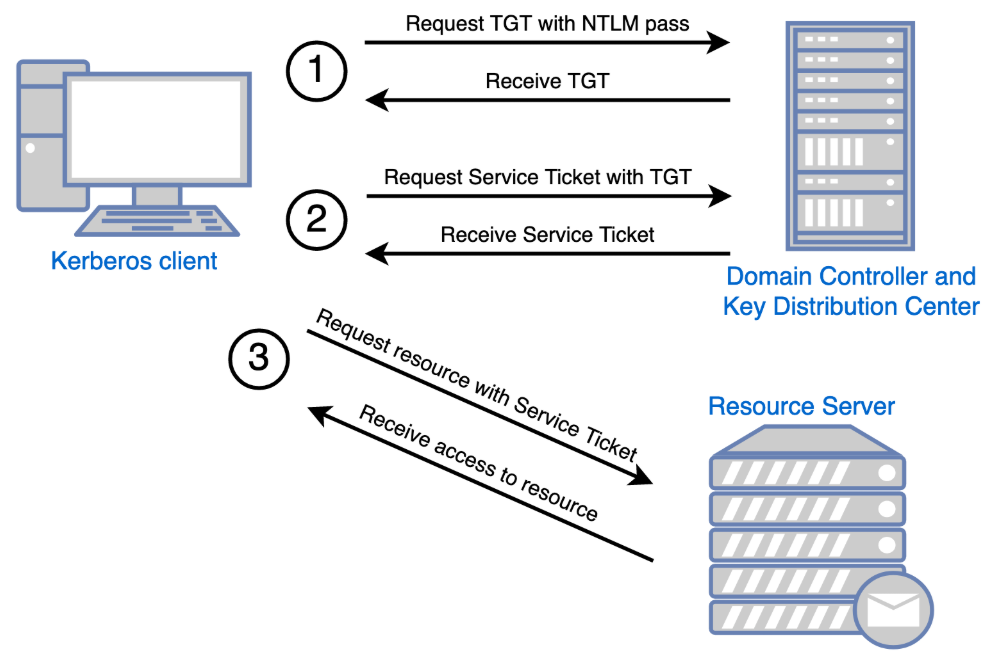 Request TGT with NTLM pass
1
Receive TGT
Request Service Ticket with TGT
2
Receive Service Ticket
Kerberos client
Domain Controller and
Key Distribution Center
3
Request resource with Service Ticket
Receive access to resource
Resource Server